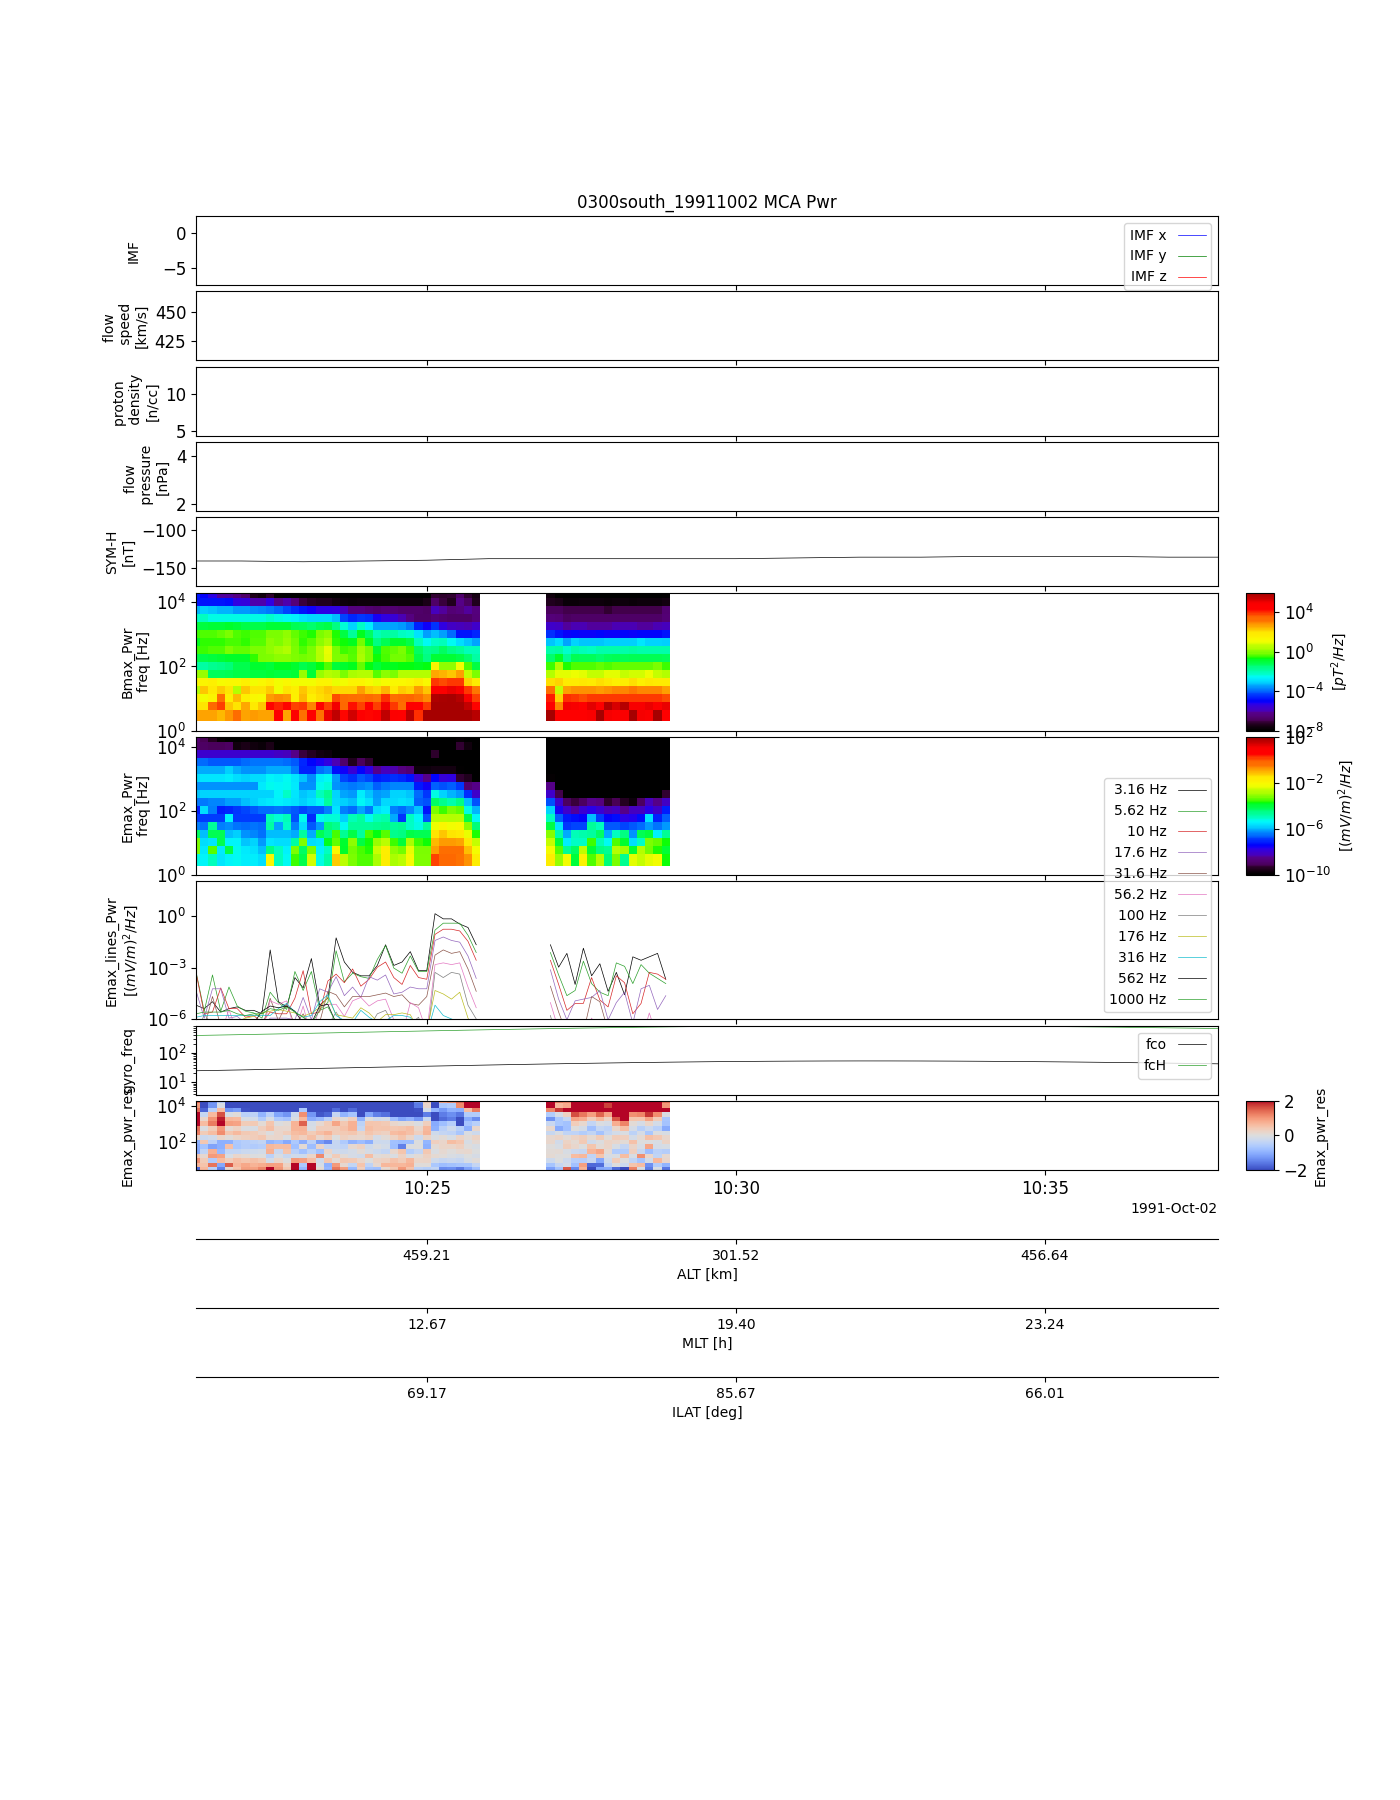 0300south_19911002 MCA Pwr
IMF
0
−5
IMF x
IMF y
IMF z
flow
speed
[km/s]
450
425
proton
density
[n/cc]
10
5
flow
pressure
[nPa]
4
2
SYM-H
[nT]
−100
−150
Bmax_Pwr
freq [Hz]
10^4
10^2
10^0
10^4
10^0
10^−4
10^−8
[pT^2/Hz]
Emax_Pwr
freq [Hz]
10^4
10^2
10^0
10^2
10^−2
10^−6
10^−10
[(mV/m)^2/Hz]
3.16 Hz
5.62 Hz
10 Hz
17.6 Hz
31.6 Hz
56.2 Hz
100 Hz
176 Hz
316 Hz
562 Hz
1000 Hz
Emax_lines_Pwr
[(mV/m)^2/Hz]
10^0
10^−3
10^−6
gyro_freq
10^2
10^1
fco
fcH
Emax_pwr_res
10^4
10^2
2
0
−2
Emax_pwr_res
10:25 10:30 10:35
1991-Oct-02
459.21 301.52 456.64
ALT [km]
12.67 19.40 23.24
MLT [h]
69.17 85.67 66.01
ILAT [deg]